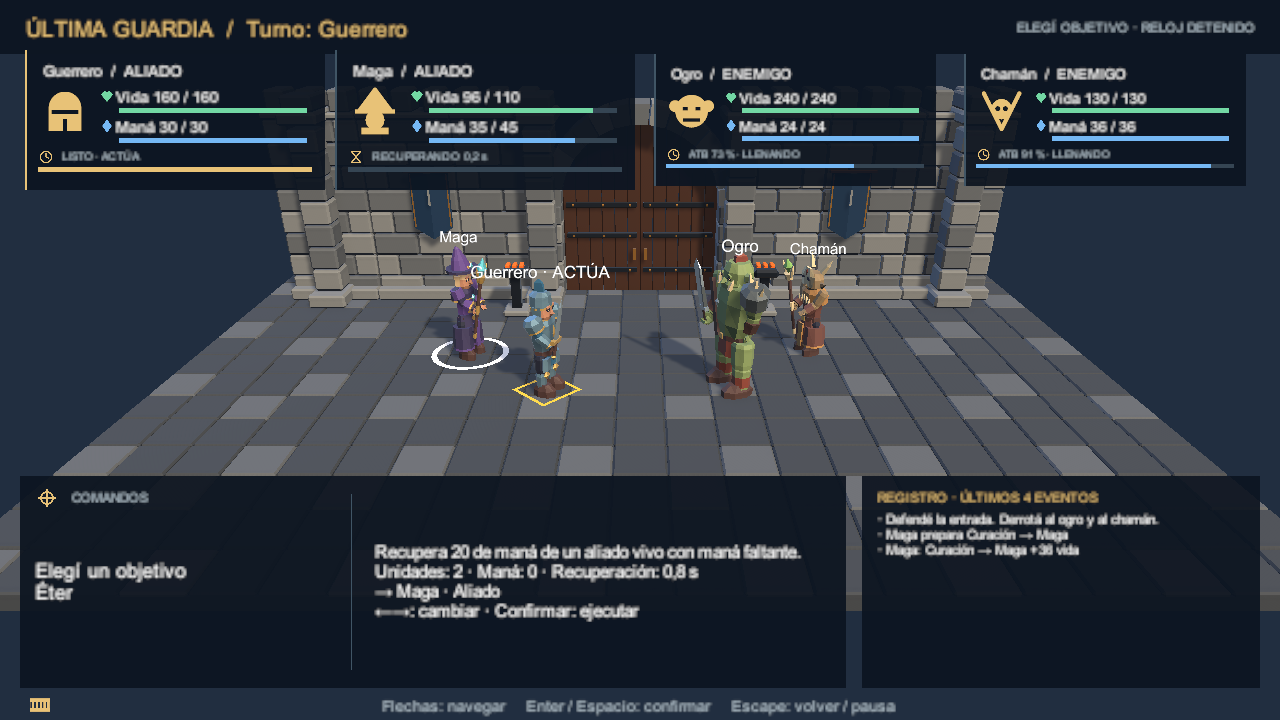 ÚLTIMA GUARDIA / Turno: Guerrero
ELEGÍ OBJETIVO · RELOJ DETENIDO
Guerrero / ALIADO
Vida 160 / 160
Maná 30 / 30
LISTO · ACTÚA
Maga / ALIADO
Vida 96 / 110
Maná 35 / 45
RECUPERANDO 0,2 s
Ogro / ENEMIGO
Vida 240 / 240
Maná 24 / 24
ATB 73 % · LLENANDO
Chamán / ENEMIGO
Vida 130 / 130
Maná 36 / 36
ATB 91 % · LLENANDO
Maga
Guerrero · ACTÚA
Ogro
Chamán
COMANDOS
Elegí un objetivo
Éter
Recupera 20 de maná de un aliado vivo con maná faltante.
Unidades: 2 · Maná: 0 · Recuperación: 0,8 s
→ Maga · Aliado
←→: cambiar · Confirmar: ejecutar
REGISTRO · ÚLTIMOS 4 EVENTOS
· Defendé la entrada. Derrotá al ogro y al chamán.
· Maga prepara Curación → Maga
· Maga: Curación → Maga +36 vida
Flechas: navegar Enter / Espacio: confirmar Escape: volver / pausa